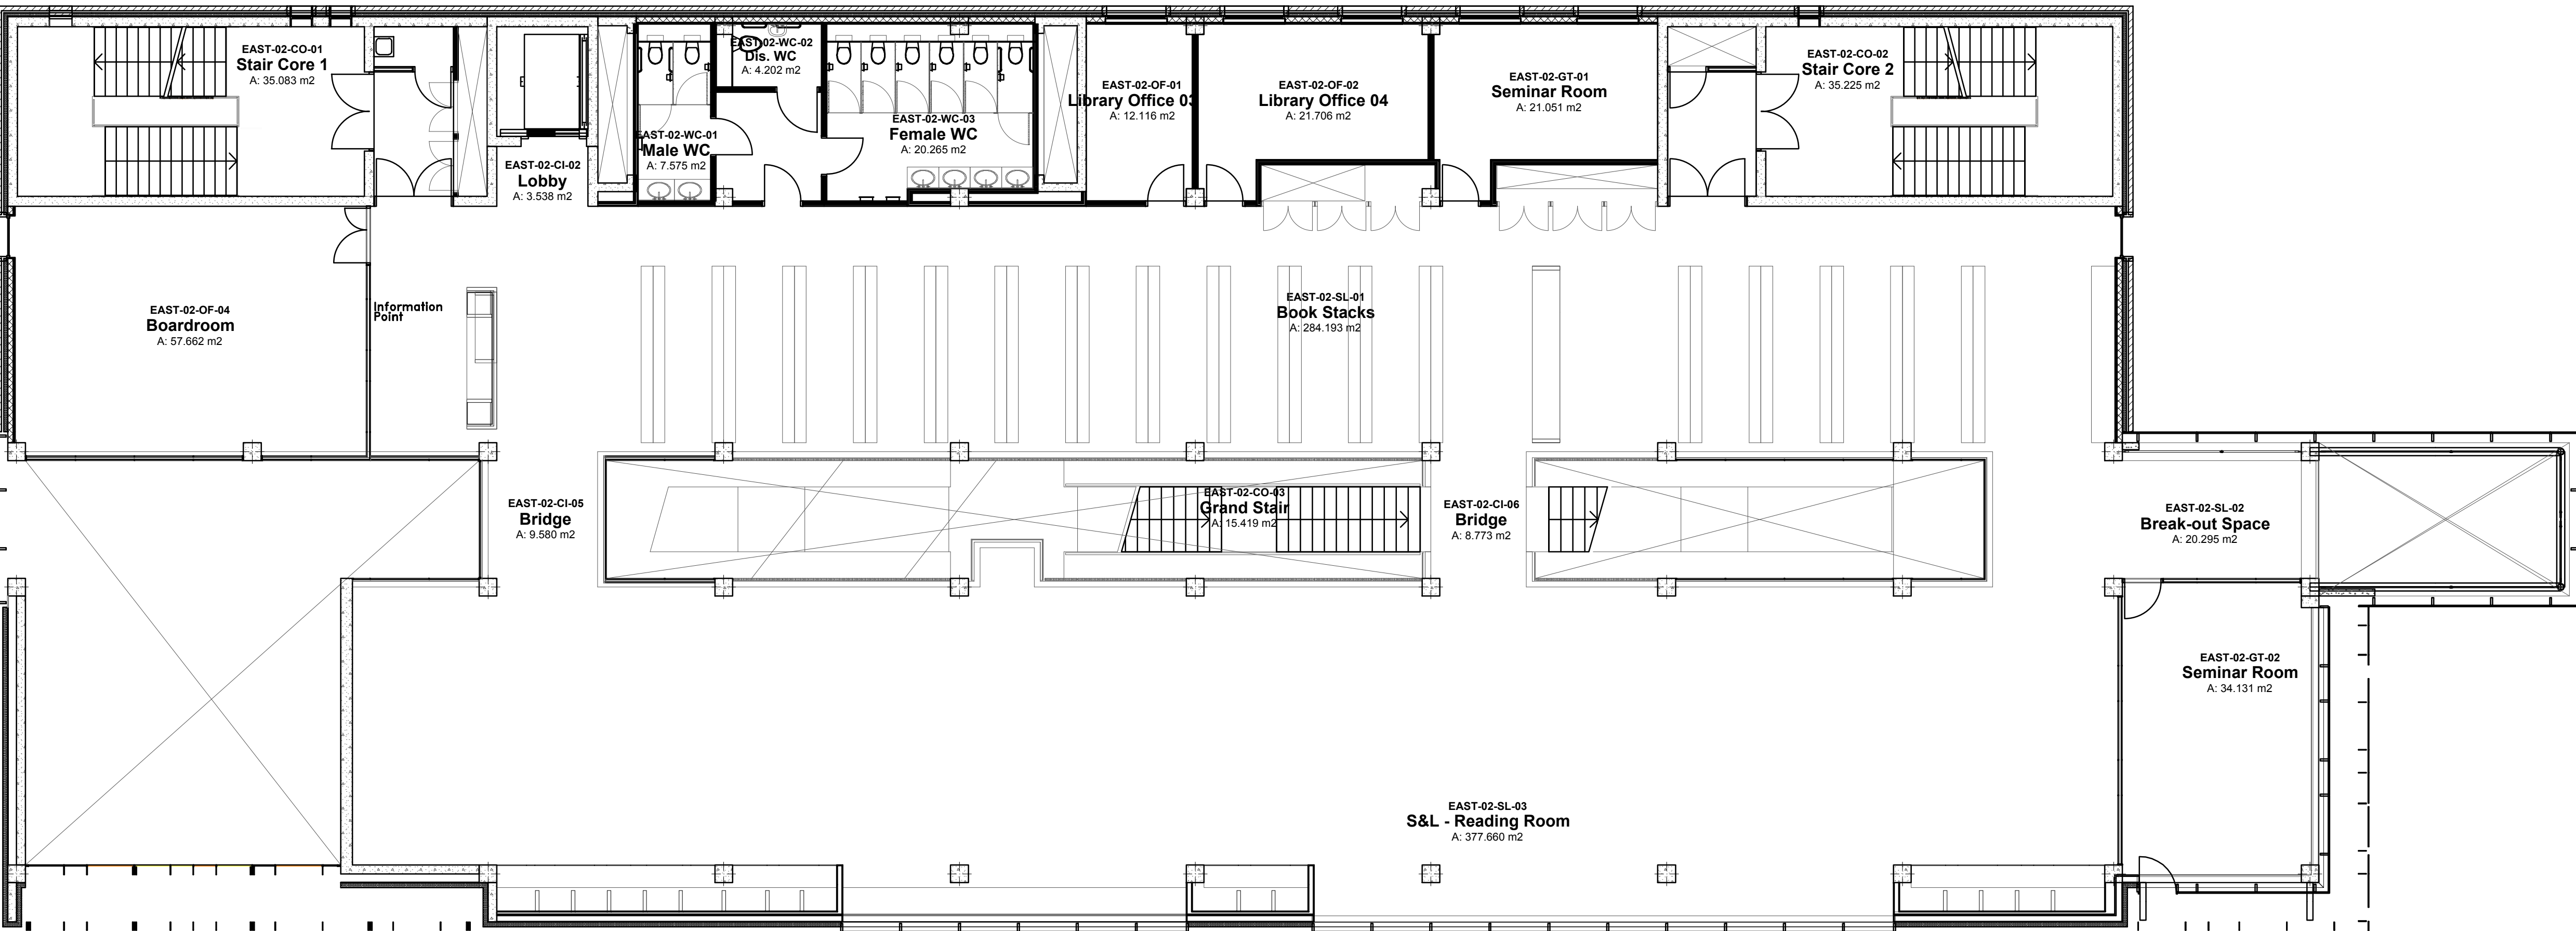 EAST-02-CO-01
Stair Core 1
A: 35.083 m2
EAST-02-CI-02
Lobby
A: 3.538 m2
EAST-02-WC-01
Male WC
A: 7.575 m2
EAST-02-WC-02
Dis. WC
A: 4.202 m2
EAST-02-WC-03
Female WC
A: 20.265 m2
EAST-02-OF-01
Library Office 03
A: 12.116 m2
EAST-02-OF-02
Library Office 04
A: 21.706 m2
EAST-02-GT-01
Seminar Room
A: 21.051 m2
EAST-02-CO-02
Stair Core 2
A: 35.225 m2
EAST-02-OF-04
Boardroom
A: 57.662 m2
Information
Point
EAST-02-SL-01
Book Stacks
A: 284.193 m2
EAST-02-CI-05
Bridge
A: 9.580 m2
EAST-02-CO-03
Grand Stair
A: 15.419 m2
EAST-02-CI-06
Bridge
A: 8.773 m2
EAST-02-SL-02
Break-out Space
A: 20.295 m2
EAST-02-GT-02
Seminar Room
A: 34.131 m2
EAST-02-SL-03
S&L - Reading Room
A: 377.660 m2